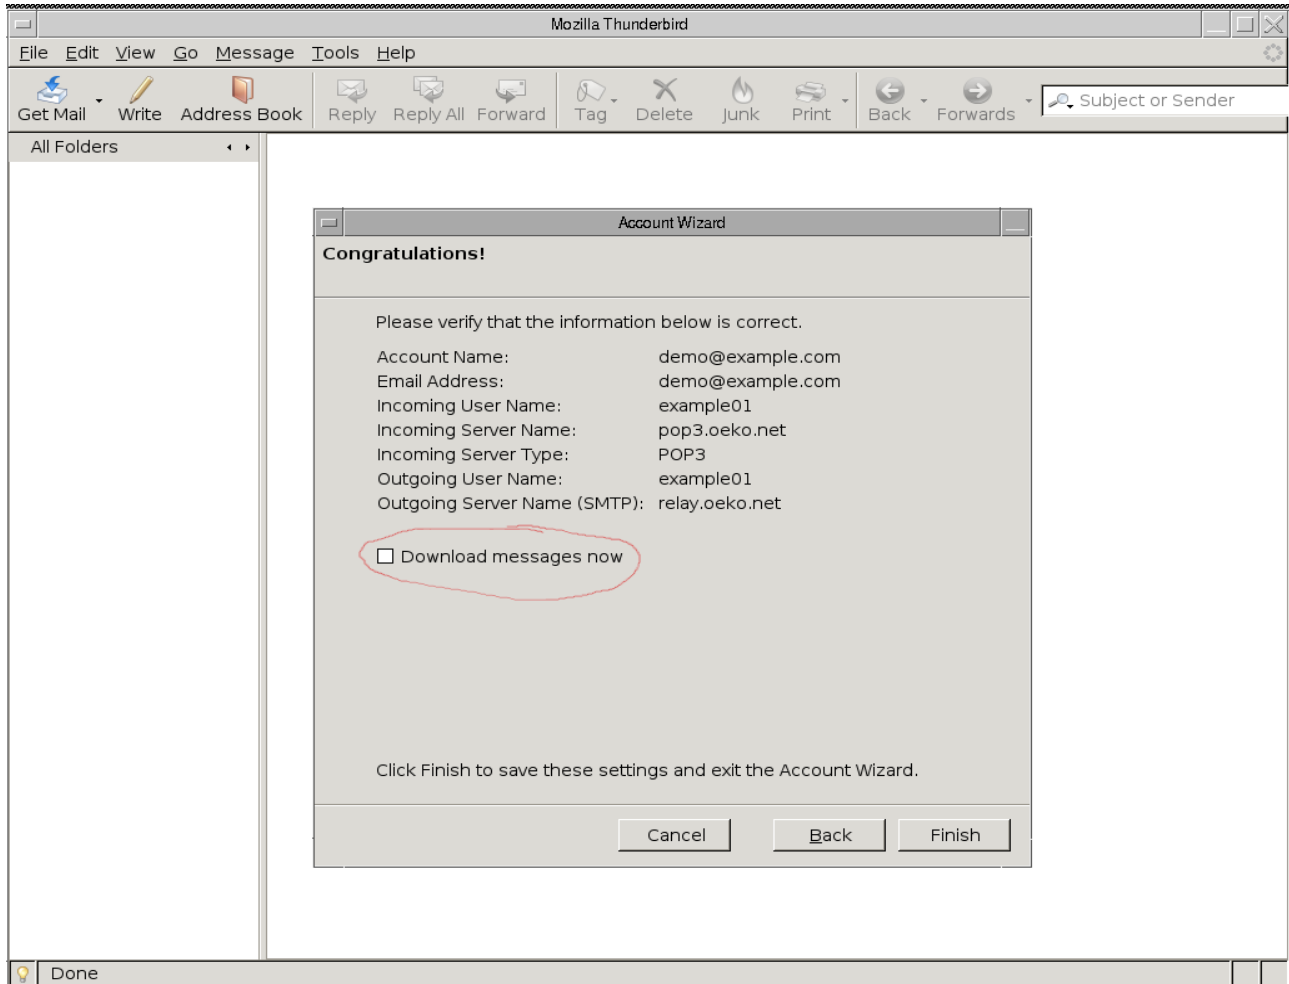 Mozilla Thunderbird
File Edit View Go Message Tools Help
Get Mail Write Address Book Reply Reply All Forward Tag Delete Junk Print Back Forwards Subject or Sender
All Folders
Account Wizard
Congratulations!
Please verify that the information below is correct.
Account Name: demo@example.com
Email Address: demo@example.com
Incoming User Name: example01
Incoming Server Name: pop3.oeko.net
Incoming Server Type: POP3
Outgoing User Name: example01
Outgoing Server Name (SMTP): relay.oeko.net
Download messages now
Click Finish to save these settings and exit the Account Wizard.
Cancel Back Finish
Done